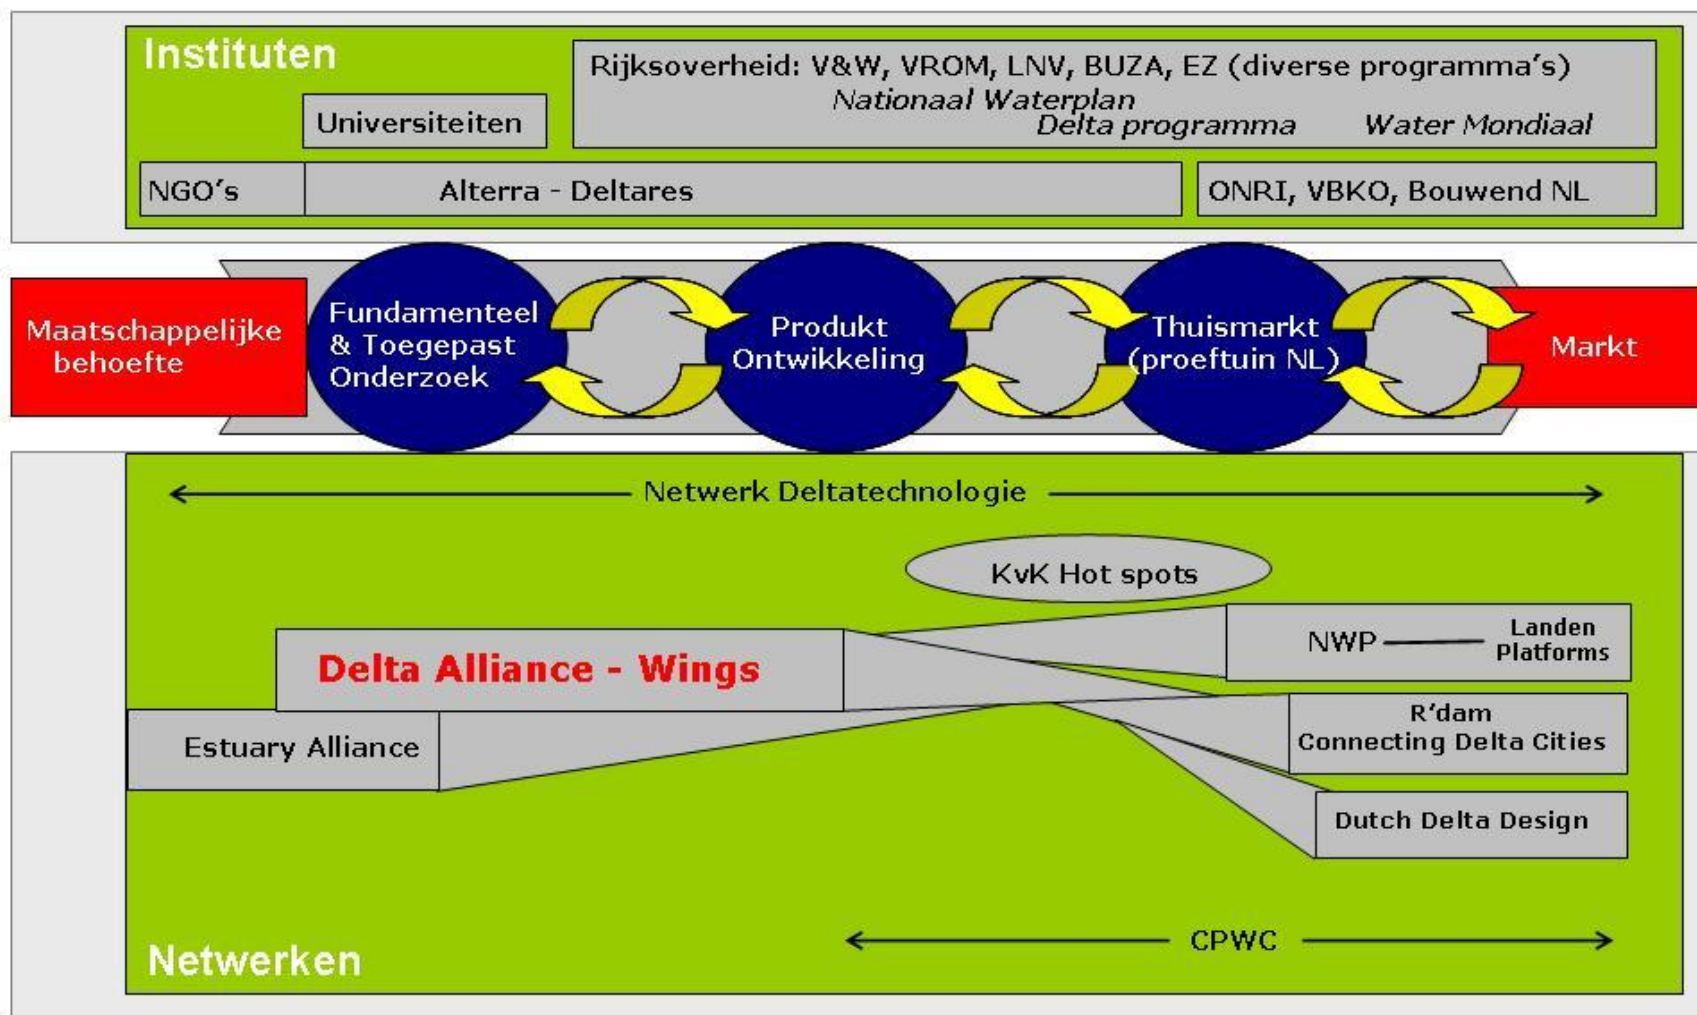 Instituten
Rijksoverheid: V&W, VROM, LNV, BUZA, EZ (diverse programma's)
Nationaal Waterplan
Delta programma Water Mondiaal
Universiteiten
NGO's
Alterra - Deltares
ONRI, VBKO, Bouwend NL
Maatschappelijke
behoefte
Fundamenteel
& Toegepast
Onderzoek
Produkt
Ontwikkeling
Thuismarkt
(proeftuin NL)
Markt
Netwerk Deltatechnologie
KvK Hot spots
Delta Alliance - Wings
NWP
Landen
Platforms
Estuary Alliance
R'dam
Connecting Delta Cities
Dutch Delta Design
CPWC
Netwerken